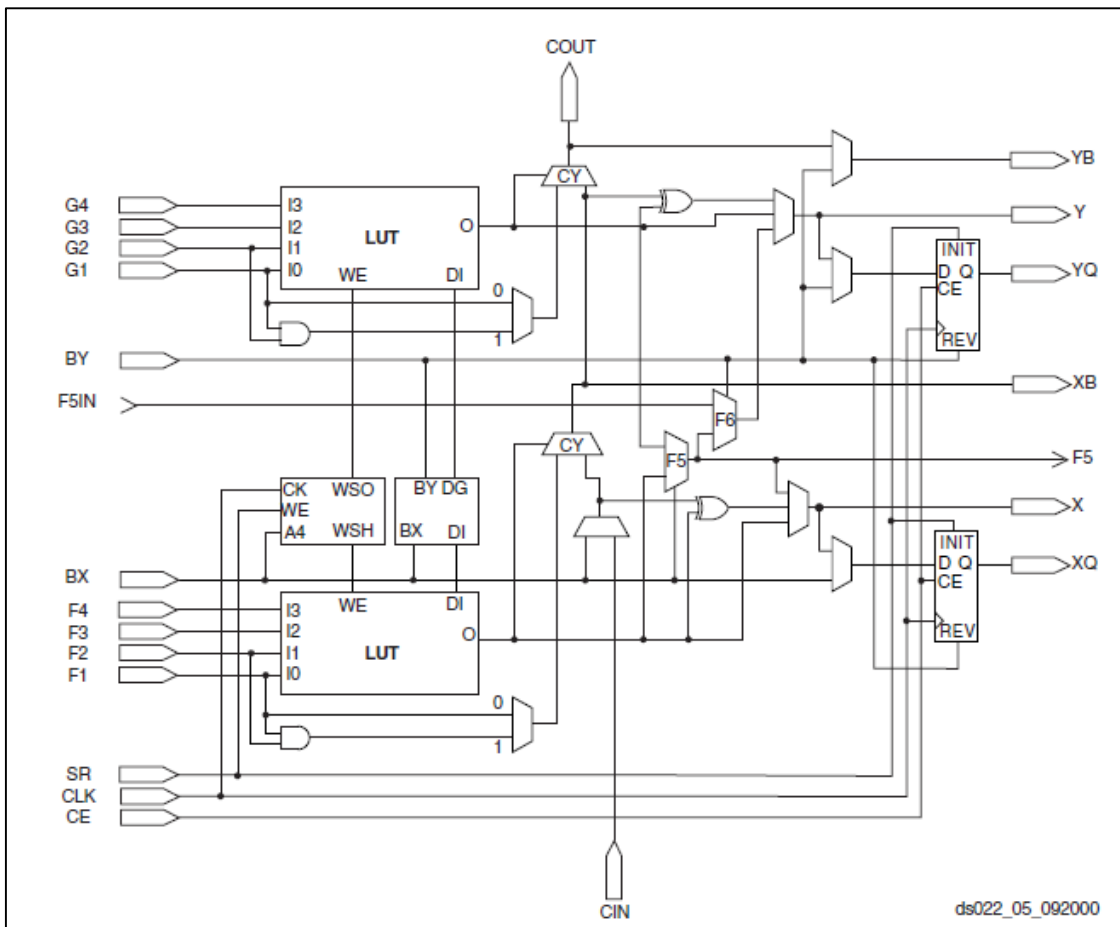 COUT
YB
CY
G4 I3
G3 I2 O Y
G2 I1 LUT
G1 I0
WE DI
INIT
D Q YQ
CE
0
1
REV
BY
XB
F5IN
F6
CY
F5 F5
CK WSO BY DG
WE
A4 WSH BX DI
X
INIT
D Q XQ
BX CE
WE DI
F4 I3
F3 I2 O
F2 I1 LUT
F1 I0
REV
0
1
SR
CLK
CE
CIN
ds022_05_092000